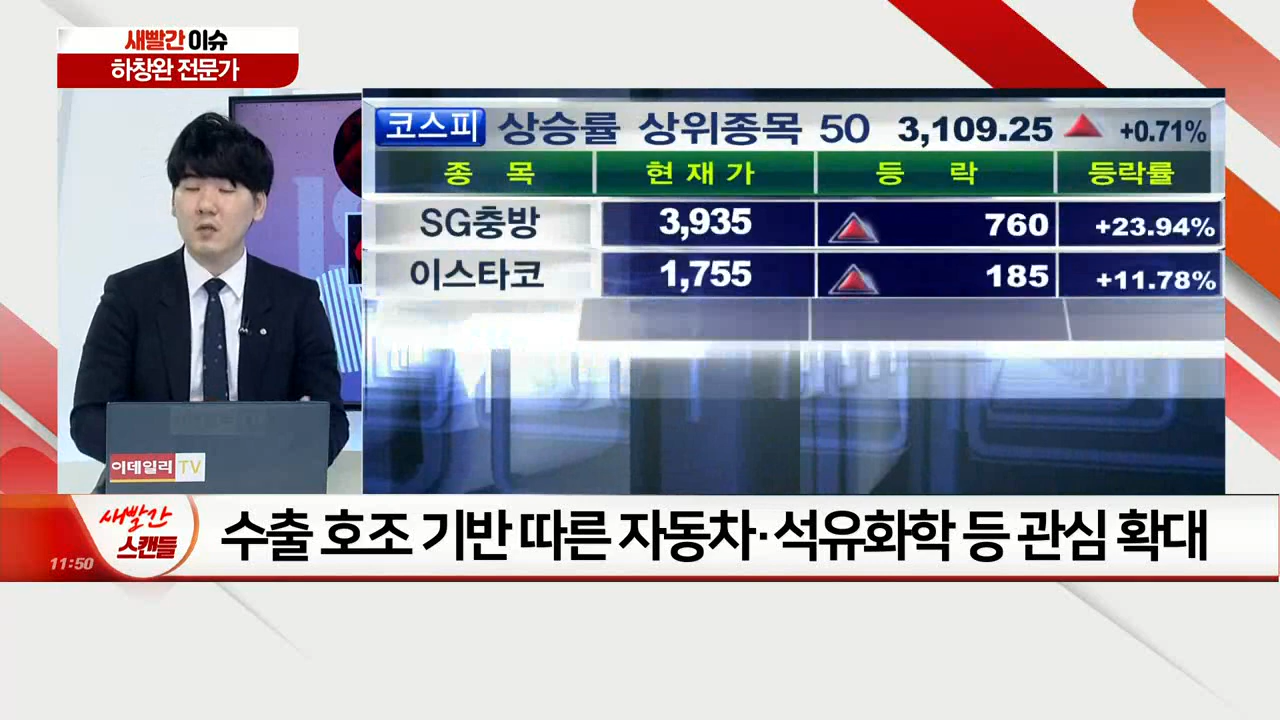 새빨간 이슈
하창완 전문가
코스피 상승률 상위종목 50 3,109.25 +0.71%
종 목 현재가 등 락 등락률
SG충방 3,935 760 +23.94%
이스타코 1,755 185 +11.78%
이데일리 TV
새빨간
스캔들
수출 호조 기반 따른 자동차·석유화학 등 관심 확대
11:50